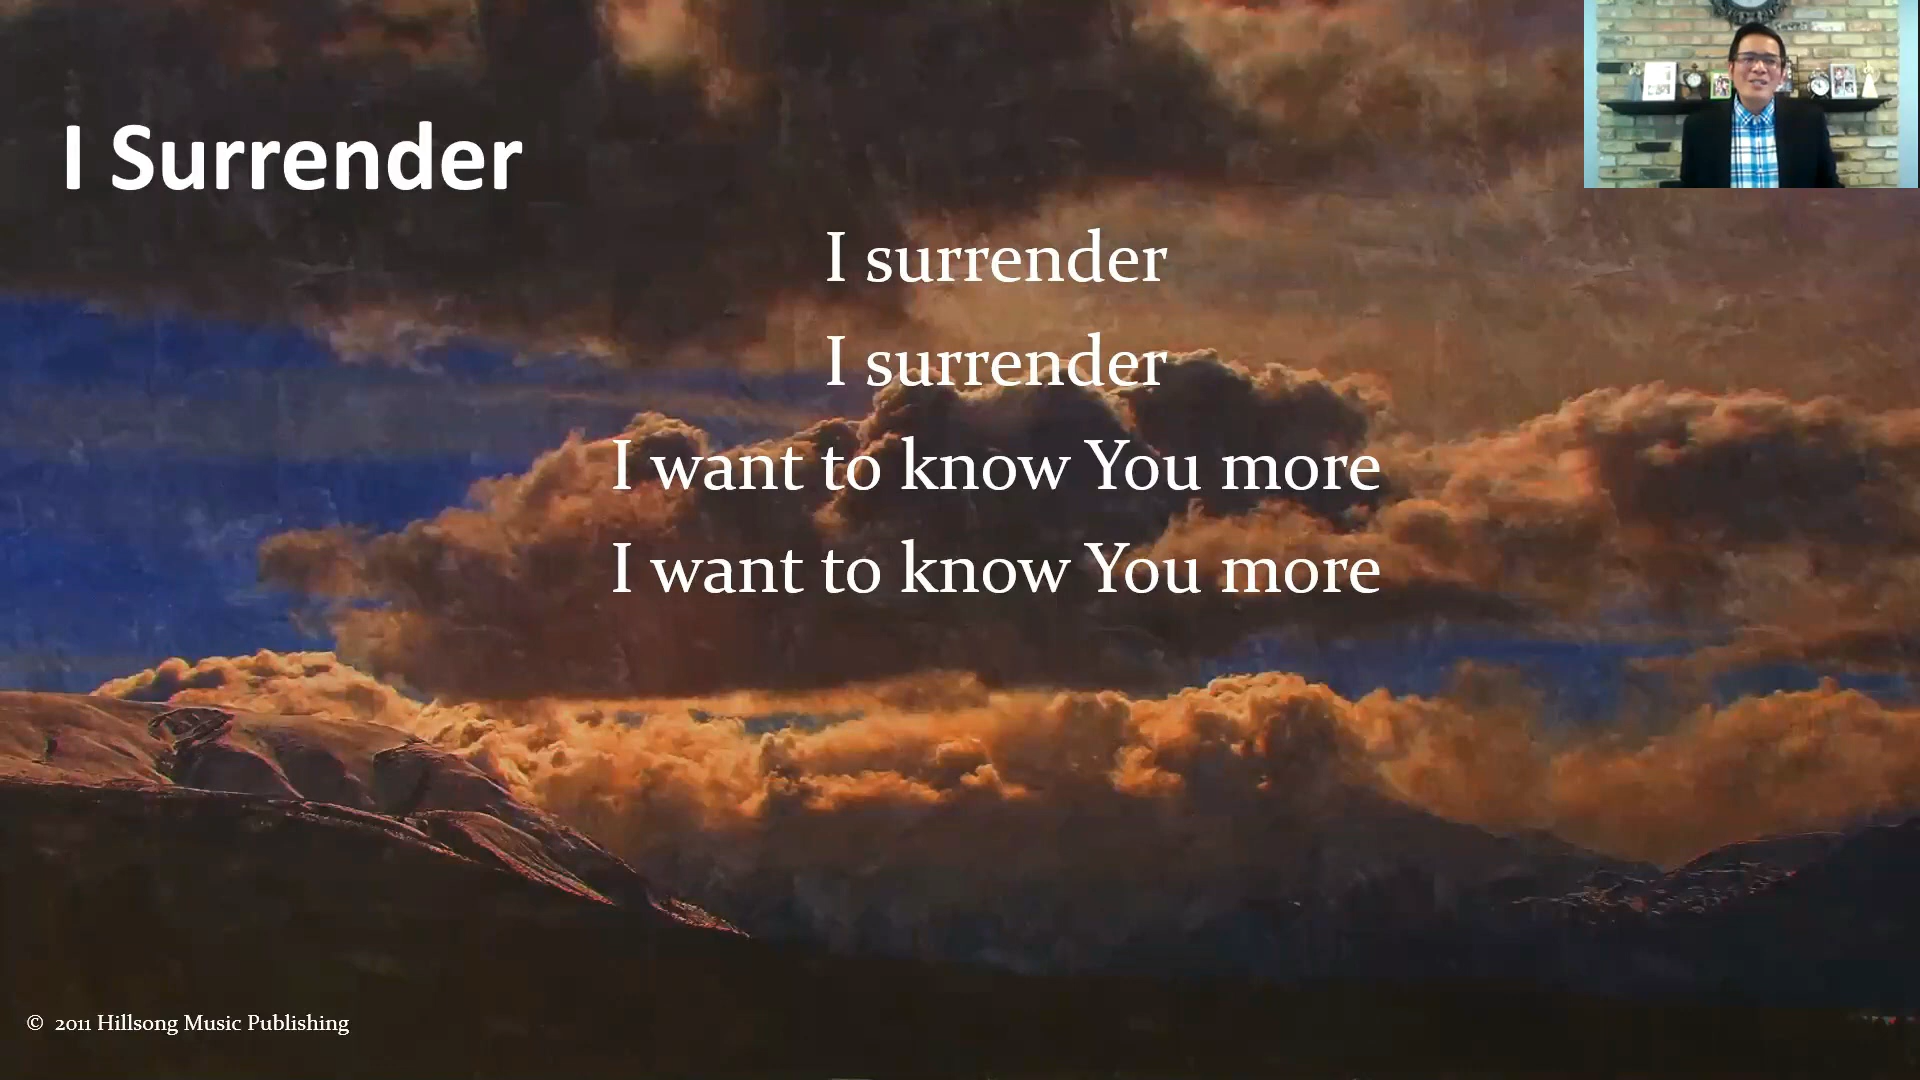 I Surrender
I surrender
I surrender
I want to know You more
I want to know You more
© 2011 Hillsong Music Publishing